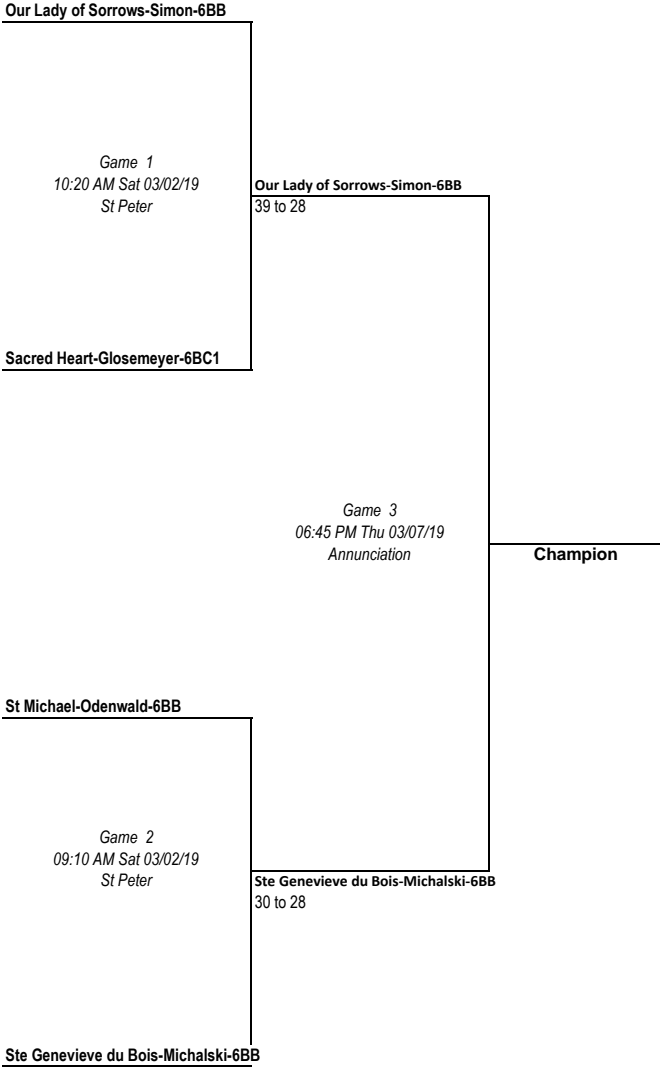 Our Lady of Sorrows-Simon-6BB
Game 1
10:20 AM Sat 03/02/19
St Peter
Our Lady of Sorrows-Simon-6BB
39 to 28
Sacred Heart-Glosemeyer-6BC1
Game 3
06:45 PM Thu 03/07/19
Annunciation
Champion
St Michael-Odenwald-6BB
Game 2
09:10 AM Sat 03/02/19
St Peter
Ste Genevieve du Bois-Michalski-6BB
30 to 28
Ste Genevieve du Bois-Michalski-6BB